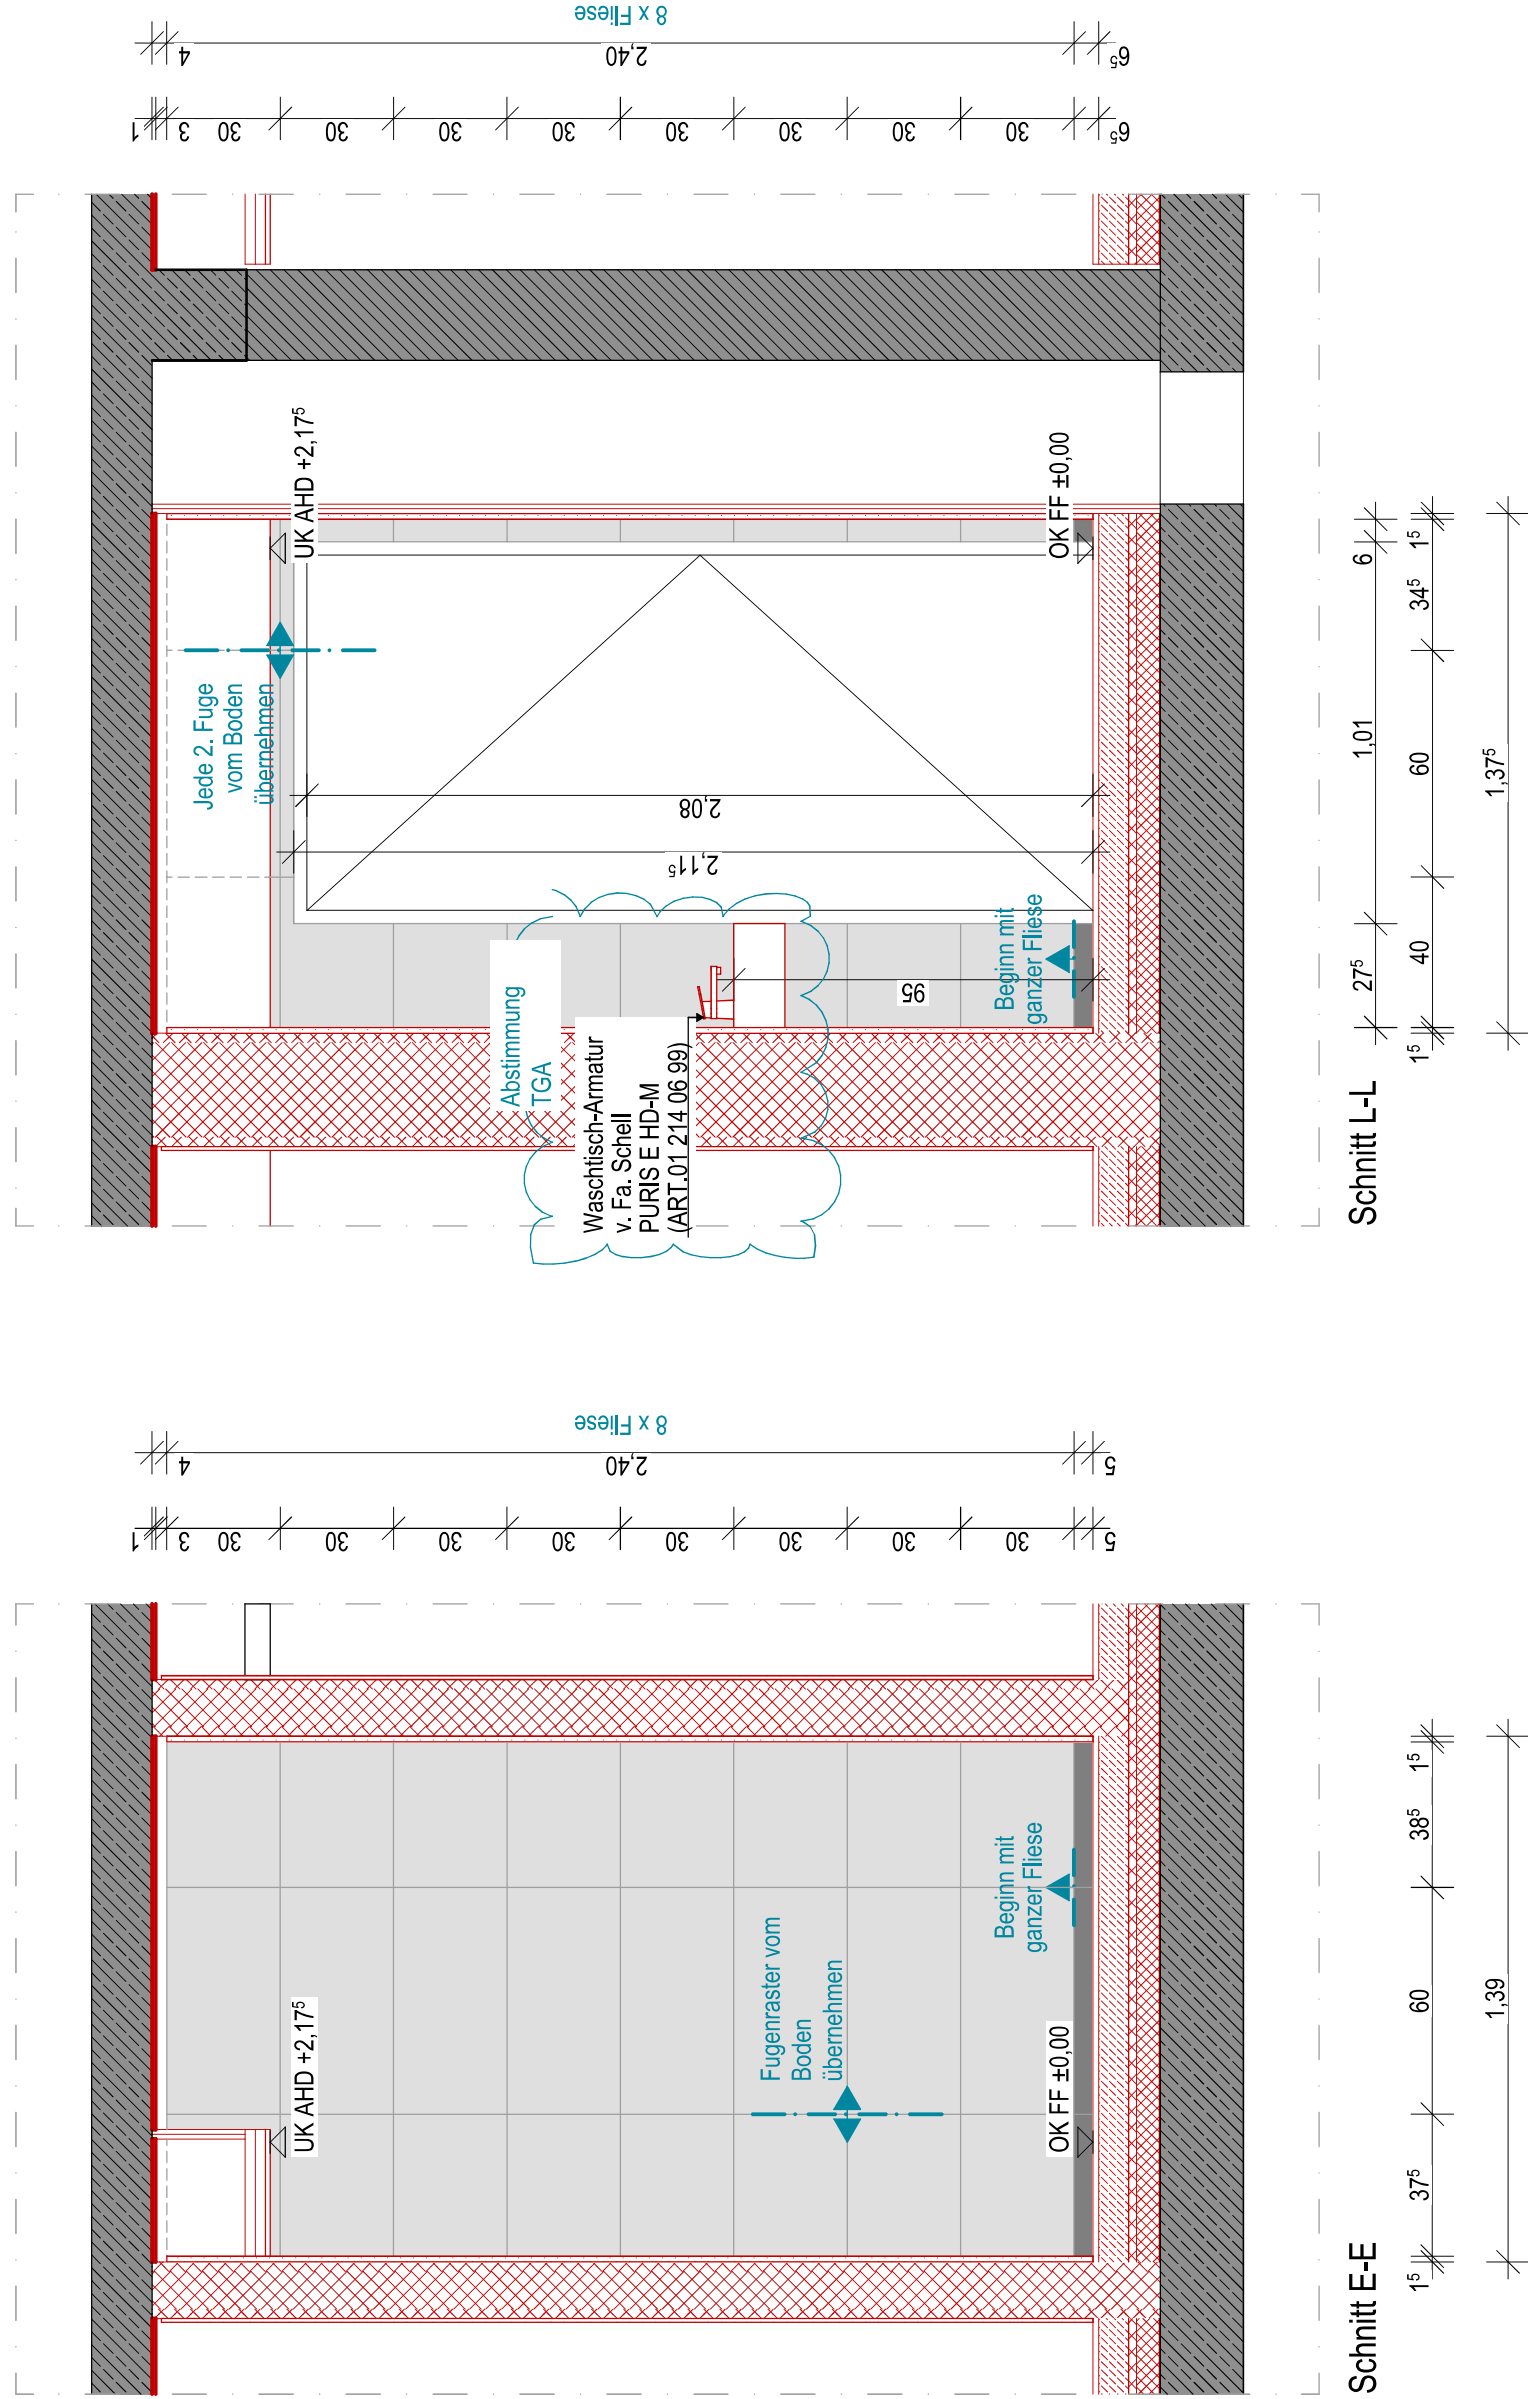 Schnitt E-E
UK AHD +2,17⁵
Fugenraster vom
Boden
übernehmen
Beginn mit
ganzer Fliese
OK FF ±0,00
1⁵
37⁵
60
38⁵
1⁵
1,39
1
3
30
30
30
30
30
30
30
30
5
4
2,40
5
8 x Fliese
Schnitt L-L
Jede 2. Fuge
vom Boden
übernehmen
UK AHD +2,17⁵
Abstimmung
TGA
Waschtisch-Armatur
v. Fa. Schell
PURIS E HD-M
(ART.01 214 06 99)
2,08
2,11⁵
95
Beginn mit
ganzer Fliese
OK FF ±0,00
27⁵
1,01
6
1⁵
40
60
34⁵
1⁵
1,37⁵
1
3
30
30
30
30
30
30
30
30
6⁵
4
2,40
6⁵
8 x Fliese